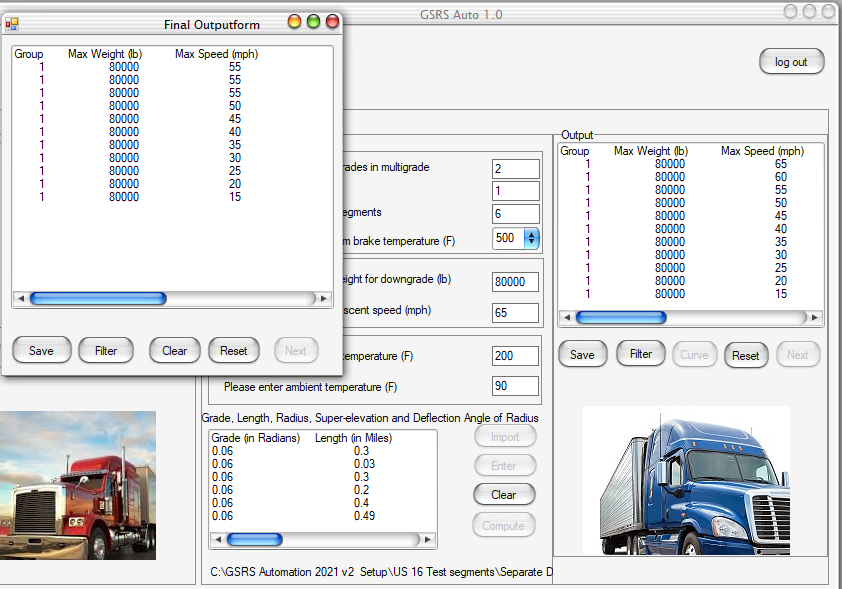 GSRS Auto 1.0
Final Outputform
Group Max Weight (lb) Max Speed (mph)
1 80000 55
1 80000 55
1 80000 55
1 80000 50
1 80000 45
1 80000 40
1 80000 35
1 80000 30
1 80000 25
1 80000 20
1 80000 15
Save Filter Clear Reset Next
log out
rades in multigrade 2
1
egments 6
m brake temperature (F) 500
eight for downgrade (lb) 80000
scent speed (mph) 65
temperature (F) 200
Please enter ambient temperature (F) 90
Grade, Length, Radius, Super-elevation and Deflection Angle of Radius
Grade (in Radians) Length (in Miles)
0.06 0.3
0.06 0.03
0.06 0.3
0.06 0.2
0.06 0.4
0.06 0.49
Import
Enter
Clear
Compute
C:\GSRS Automation 2021 v2 Setup\US 16 Test segments\Separate D
Output
Group Max Weight (lb) Max Speed (mph)
1 80000 65
1 80000 60
1 80000 55
1 80000 50
1 80000 45
1 80000 40
1 80000 35
1 80000 30
1 80000 25
1 80000 20
1 80000 15
Save Filter Curve Reset Next